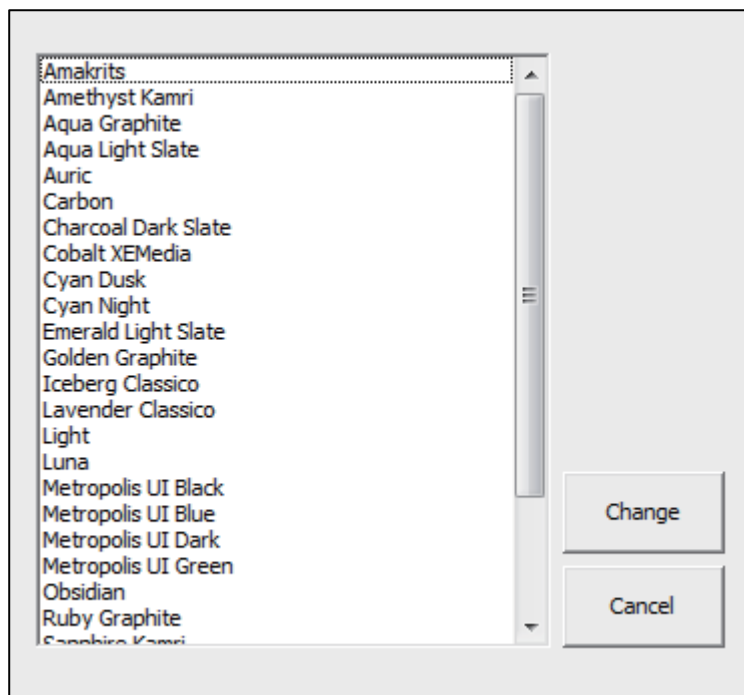 Amakrits
Amethyst Kamri
Aqua Graphite
Aqua Light Slate
Auric
Carbon
Charcoal Dark Slate
Cobalt XEMedia
Cyan Dusk
Cyan Night
Emerald Light Slate
Golden Graphite
Iceberg Classico
Lavender Classico
Light
Luna
Metropolis UI Black
Metropolis UI Blue
Metropolis UI Dark
Metropolis UI Green
Obsidian
Ruby Graphite
Sapphire Kamri
Change
Cancel